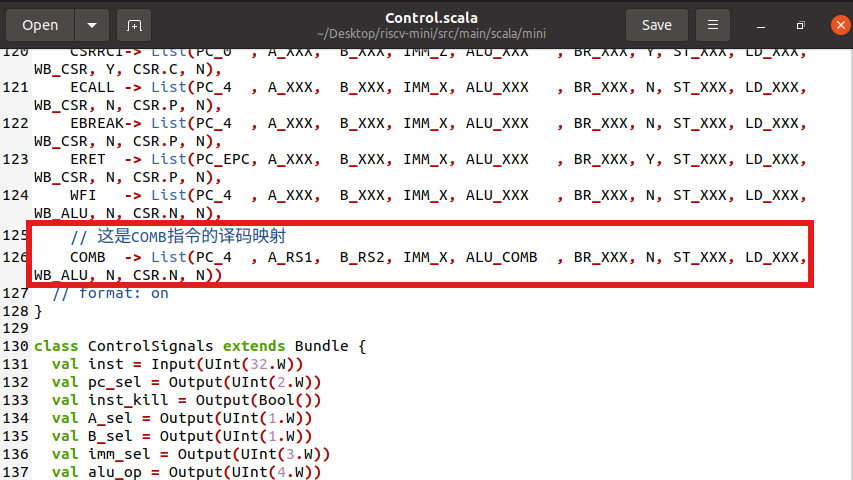 Open
Control.scala
~/Desktop/riscv-mini/src/main/scala/mini
Save
120 CSRRCI-> List(PC_0 , A_XXX, B_XXX, IMM_Z, ALU_XXX , BR_XXX, Y, ST_XXX, LD_XXX,
WB_CSR, Y, CSR.C, N),
121 ECALL -> List(PC_4 , A_XXX, B_XXX, IMM_X, ALU_XXX , BR_XXX, N, ST_XXX, LD_XXX,
WB_CSR, N, CSR.P, N),
122 EBREAK-> List(PC_4 , A_XXX, B_XXX, IMM_X, ALU_XXX , BR_XXX, N, ST_XXX, LD_XXX,
WB_CSR, N, CSR.P, N),
123 ERET -> List(PC_EPC, A_XXX, B_XXX, IMM_X, ALU_XXX , BR_XXX, Y, ST_XXX, LD_XXX,
WB_CSR, N, CSR.P, N),
124 WFI -> List(PC_4 , A_XXX, B_XXX, IMM_X, ALU_XXX , BR_XXX, N, ST_XXX, LD_XXX,
WB_ALU, N, CSR.N, N),
125 // 这是COMB指令的译码映射
126 COMB -> List(PC_4 , A_RS1, B_RS2, IMM_X, ALU_COMB , BR_XXX, N, ST_XXX, LD_XXX,
WB_ALU, N, CSR.N, N))
127 // format: on
128 }
129
130 class ControlSignals extends Bundle {
131 val inst = Input(UInt(32.W))
132 val pc_sel = Output(UInt(2.W))
133 val inst_kill = Output(Bool())
134 val A_sel = Output(UInt(1.W))
135 val B_sel = Output(UInt(1.W))
136 val imm_sel = Output(UInt(3.W))
137 val alu_op = Output(UInt(4.W))